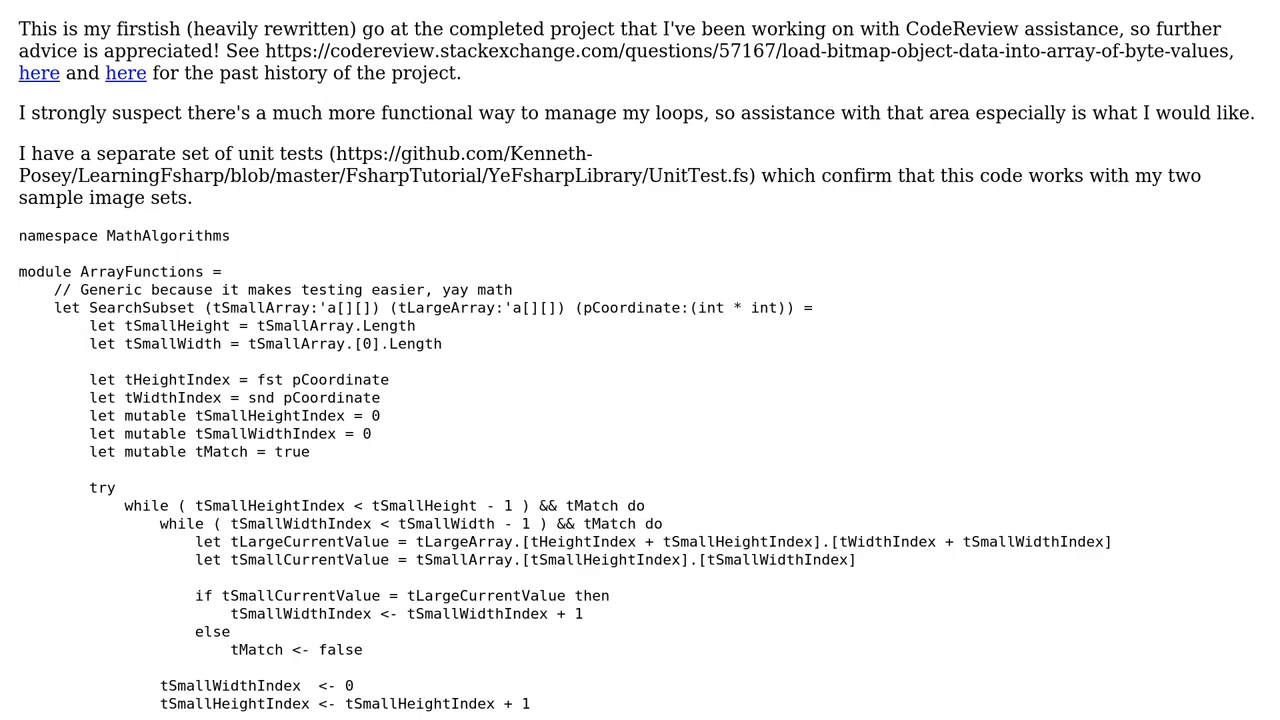 This is my firstish (heavily rewritten) go at the completed project that I've been working on with CodeReview assistance, so further
advice is appreciated! See https://codereview.stackexchange.com/questions/57167/load-bitmap-object-data-into-array-of-byte-values,
here and here for the past history of the project.
I strongly suspect there's a much more functional way to manage my loops, so assistance with that area especially is what I would like.
I have a separate set of unit tests (https://github.com/Kenneth-
Posey/LearningFsharp/blob/master/FsharpTutorial/YeFsharpLibrary/UnitTest.fs) which confirm that this code works with my two
sample image sets.
namespace MathAlgorithms
module ArrayFunctions =
    // Generic because it makes testing easier, yay math
    let SearchSubset (tSmallArray:'a[][]) (tLargeArray:'a[][]) (pCoordinate:(int * int)) =
        let tSmallHeight = tSmallArray.Length
        let tSmallWidth = tSmallArray.[0].Length
        let tHeightIndex = fst pCoordinate
        let tWidthIndex = snd pCoordinate
        let mutable tSmallHeightIndex = 0
        let mutable tSmallWidthIndex = 0
        let mutable tMatch = true
        try
            while ( tSmallHeightIndex < tSmallHeight - 1 ) && tMatch do
                while ( tSmallWidthIndex < tSmallWidth - 1 ) && tMatch do
                    let tLargeCurrentValue = tLargeArray.[tHeightIndex + tSmallHeightIndex].[tWidthIndex + tSmallWidthIndex]
                    let tSmallCurrentValue = tSmallArray.[tSmallHeightIndex].[tSmallWidthIndex]
                    if tSmallCurrentValue = tLargeCurrentValue then
                        tSmallWidthIndex <- tSmallWidthIndex + 1
                    else
                        tMatch <- false
                tSmallWidthIndex  <- 0
                tSmallHeightIndex <- tSmallHeightIndex + 1